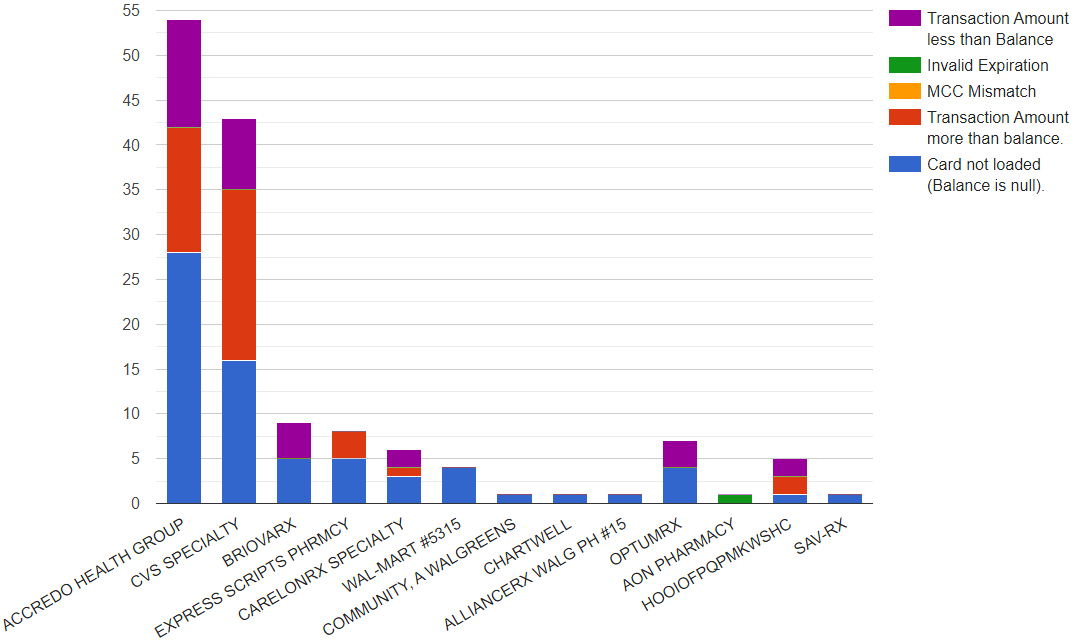 55
50
45
40
35
30
25
20
15
10
5
0
ACCREDO HEALTH GROUP
CVS SPECIALTY
BRIOVARX
EXPRESS SCRIPTS PHRMCY
CARELONRX SPECIALTY
WAL-MART #5315
COMMUNITY, A WALGREENS
CHARTWELL
ALLIANCERX WALG PH #15
OPTUMRX
AON PHARMACY
HOOIOFPQPMKWSHC
SAV-RX
Transaction Amount
less than Balance
Invalid Expiration
MCC Mismatch
Transaction Amount
more than balance.
Card not loaded
(Balance is null).